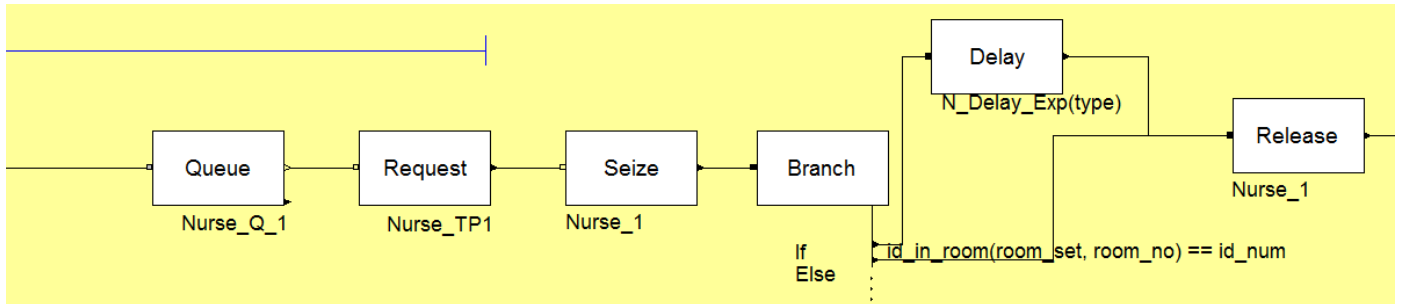 Delay
N_Delay_Exp(type)
Queue
Request
Seize
Branch
Release
Nurse_Q_1
Nurse_TP1
Nurse_1
Nurse_1
If id_in_room(room_set, room_no) == id_num
Else